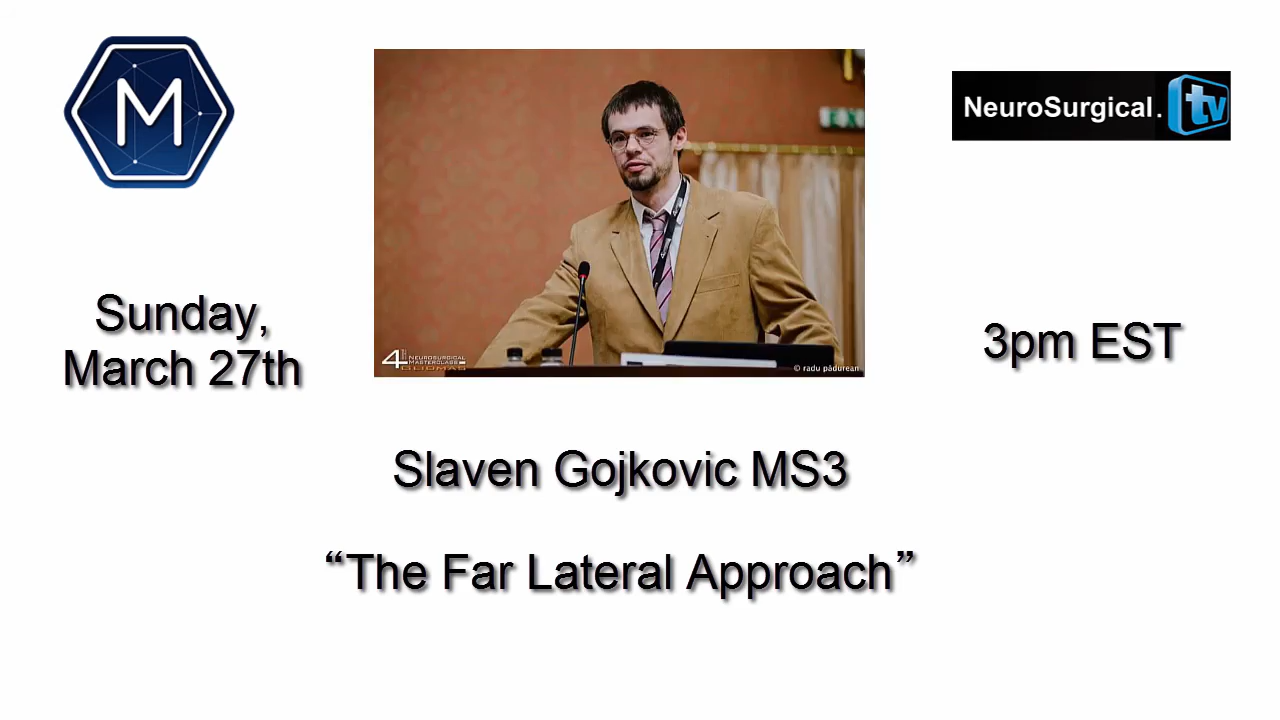 M
NeuroSurgical.tv
4th NEUROSURGICAL
MASTERCLASS
GLIOMAS
© radu pădurean
Sunday,
March 27th
3pm EST
Slaven Gojkovic MS3
“The Far Lateral Approach”